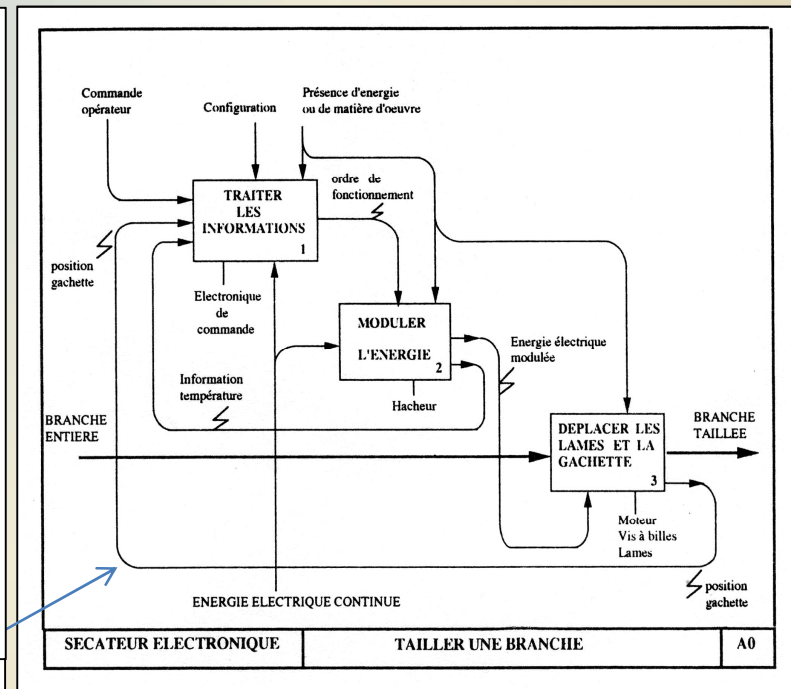 Commande
opérateur
Configuration
Présence d'energie
ou de matière d'oeuvre
TRAITER
LES
INFORMATIONS
1
ordre de
fonctionnement
position
gachette
Electronique
de
commande
MODULER
L'ENERGIE
2
Energie électrique
modulée
Information
température
Hacheur
BRANCHE
ENTIERE
DEPLACER LES
LAMES ET LA
GACHETTE
3
BRANCHE
TAILLEE
Moteur
Vis à billes
Lames
position
gachette
ENERGIE ELECTRIQUE CONTINUE
SECATEUR ELECTRONIQUE
TAILLER UNE BRANCHE
A0